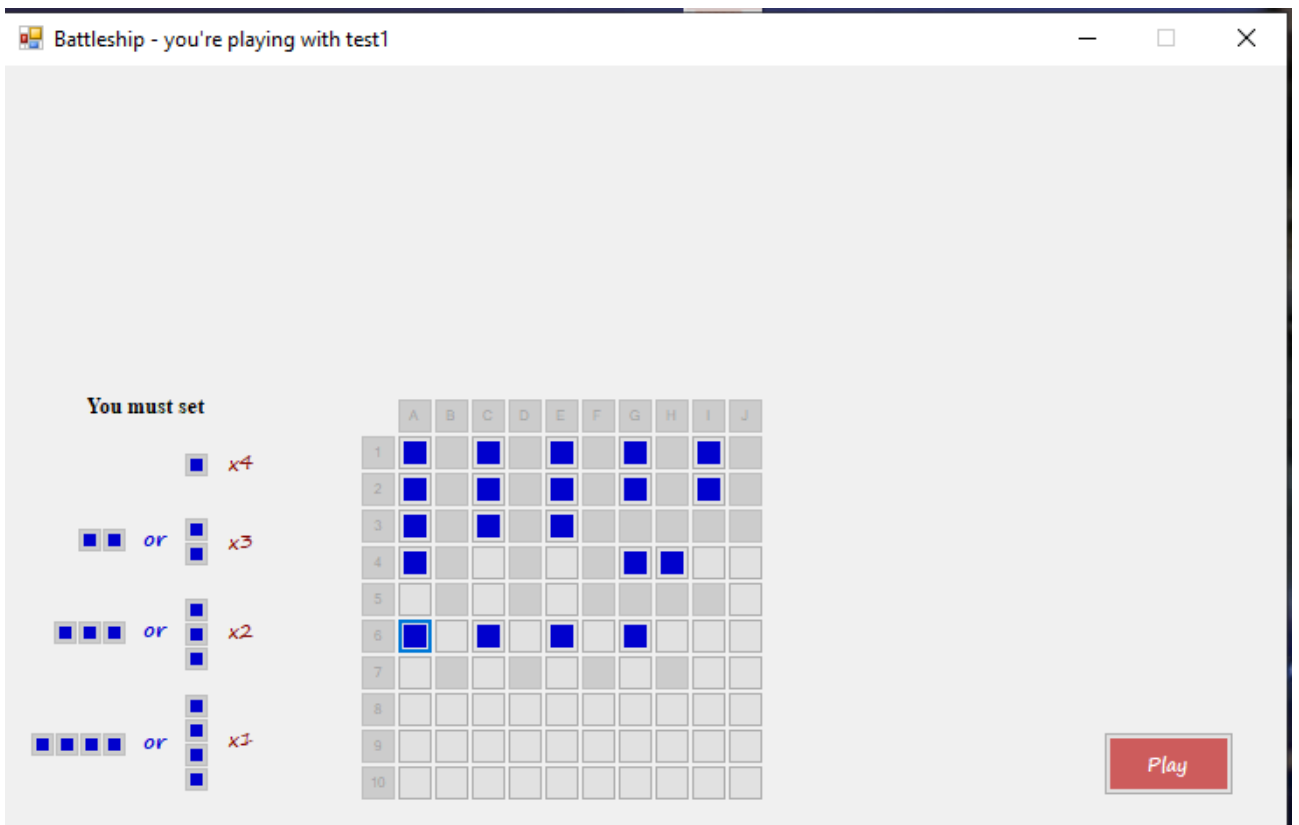 Battleship - you're playing with test1
You must set
x4
or x3
or x2
or x1
A B C D E F G H I J
1
2
3
4
5
6
7
8
9
10
Play